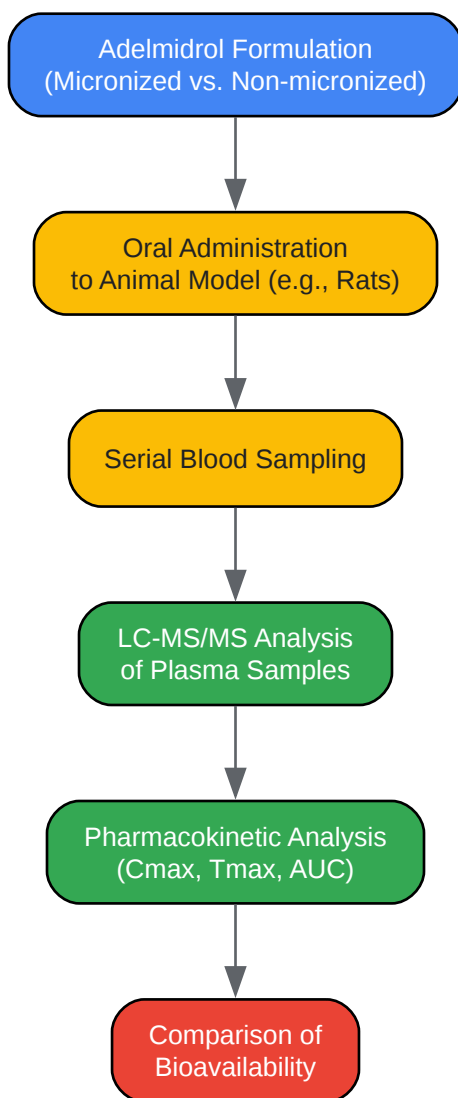 Adelmidrol Formulation
(Micronized vs. Non-micronized)
Oral Administration
to Animal Model (e.g., Rats)
Serial Blood Sampling
LC-MS/MS Analysis
of Plasma Samples
Pharmacokinetic Analysis
(Cmax, Tmax, AUC)
Comparison of
Bioavailability